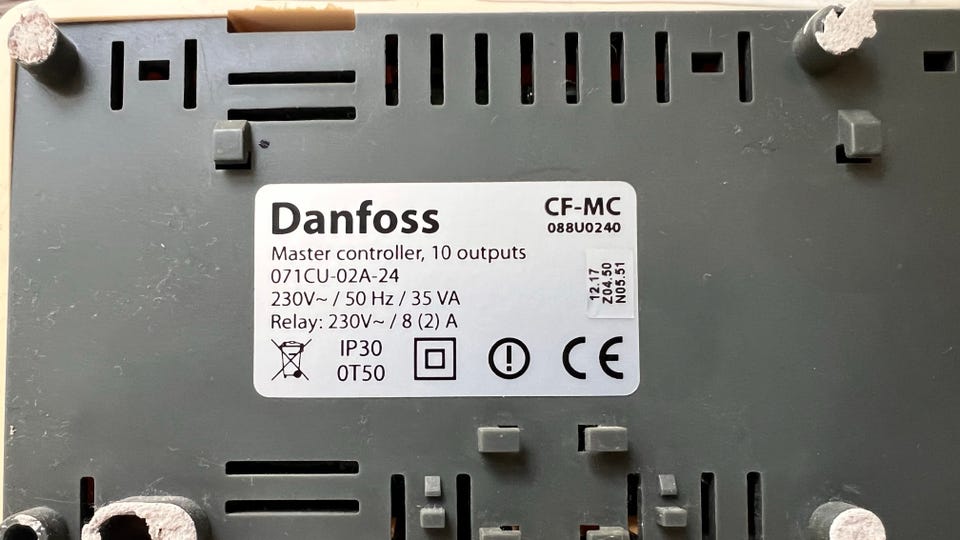 Danfoss
CF-MC
088U0240
Master controller, 10 outputs
071CU-02A-24
230V~ / 50 Hz / 35 VA
Relay: 230V~ / 8 (2) A
12.17
Z04.50
N05.51
IP30
0T50
CE